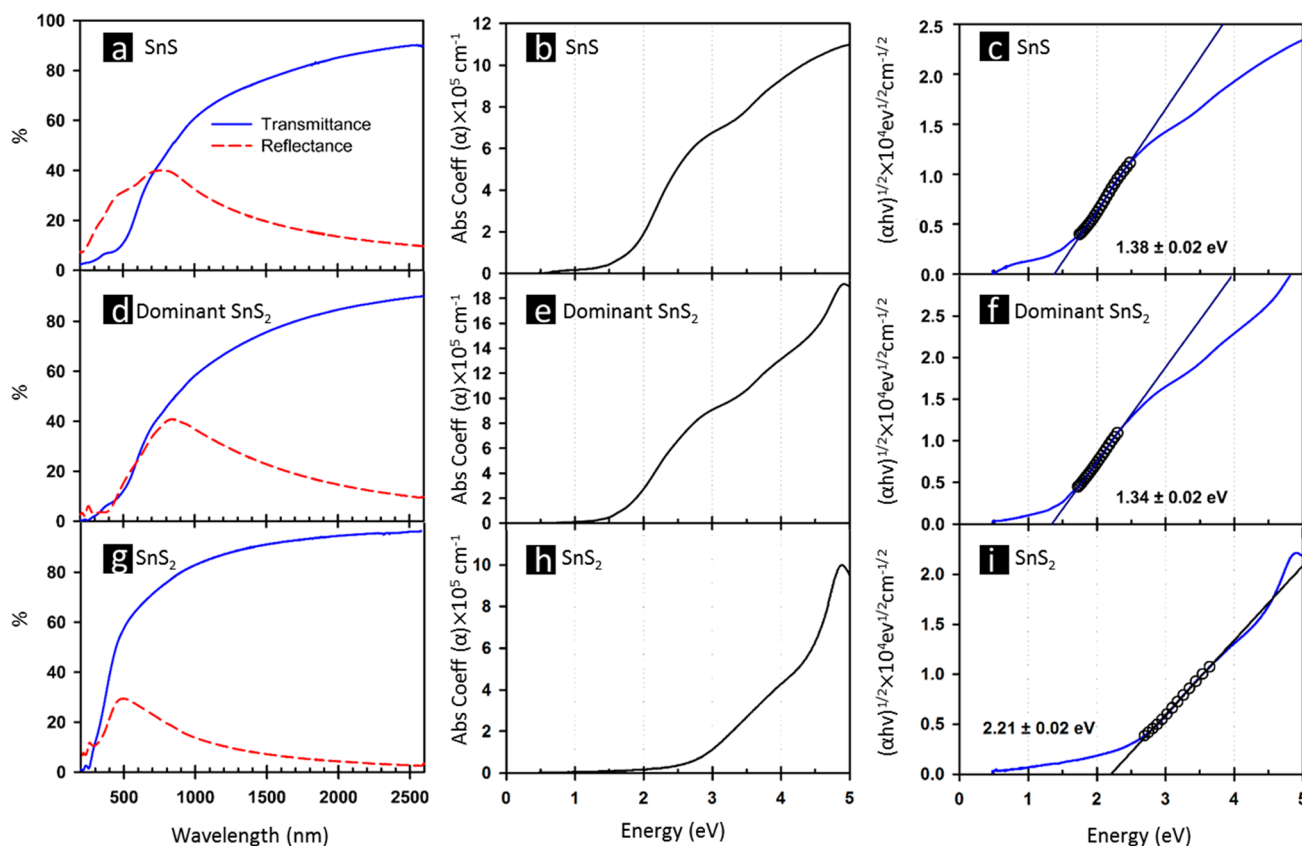 a SnS
100
80
60
40
20
0
%
Transmittance
Reflectance
b SnS
12
10
8
6
4
2
0
Abs Coeff (α)×10⁵ cm⁻¹
c SnS
2.5
2.0
1.5
1.0
0.5
0.0
(αhν)¹/²×10⁴ev¹/²cm⁻¹/²
1.38 ± 0.02 eV
d Dominant SnS₂
80
60
40
20
0
%
e Dominant SnS₂
18
16
14
12
10
8
6
4
2
0
Abs Coeff (α)×10⁵ cm⁻¹
f Dominant SnS₂
2.5
2.0
1.5
1.0
0.5
0.0
(αhν)¹/²×10⁴ev¹/²cm⁻¹/²
1.34 ± 0.02 eV
g SnS₂
80
60
40
20
0
%
500 1000 1500 2000 2500
Wavelength (nm)
h SnS₂
10
8
6
4
2
0
Abs Coeff (α)×10⁵ cm⁻¹
0 1 2 3 4 5
Energy (eV)
i SnS₂
2.0
1.5
1.0
0.5
0.0
(αhν)¹/²×10⁴ev¹/²cm⁻¹/²
2.21 ± 0.02 eV
0 1 2 3 4 5
Energy (eV)